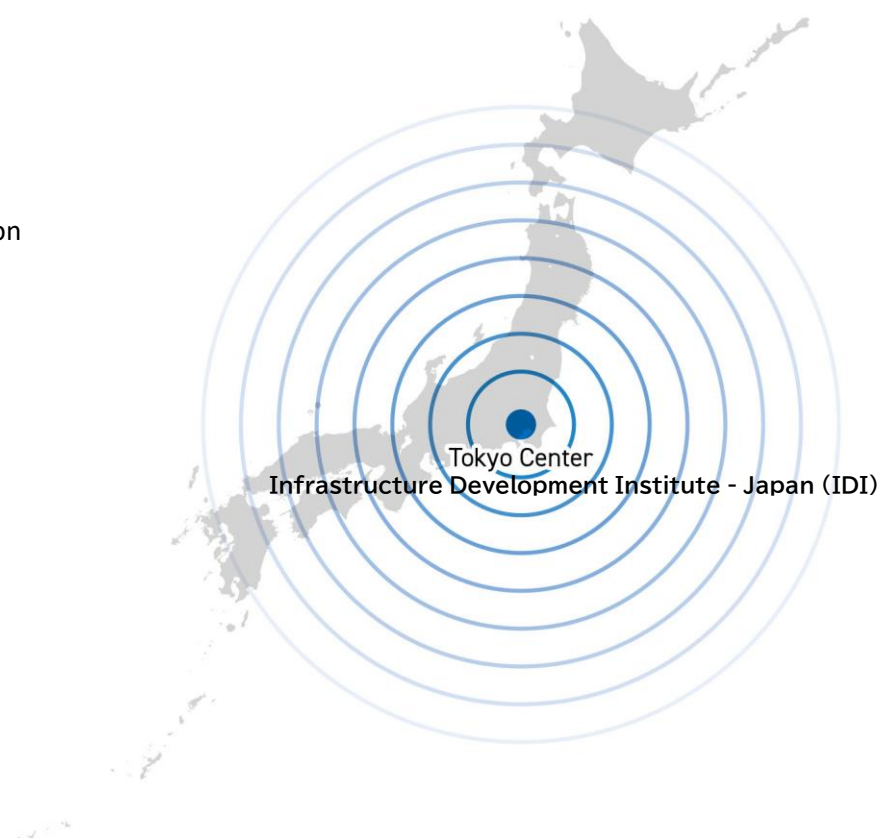 on
Tokyo Center
Infrastructure Development Institute - Japan (IDI)